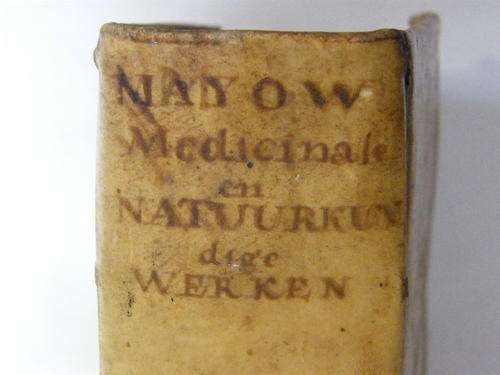 MAYOW
Medicinale
en
NATUURKUN
dige
WERKEN